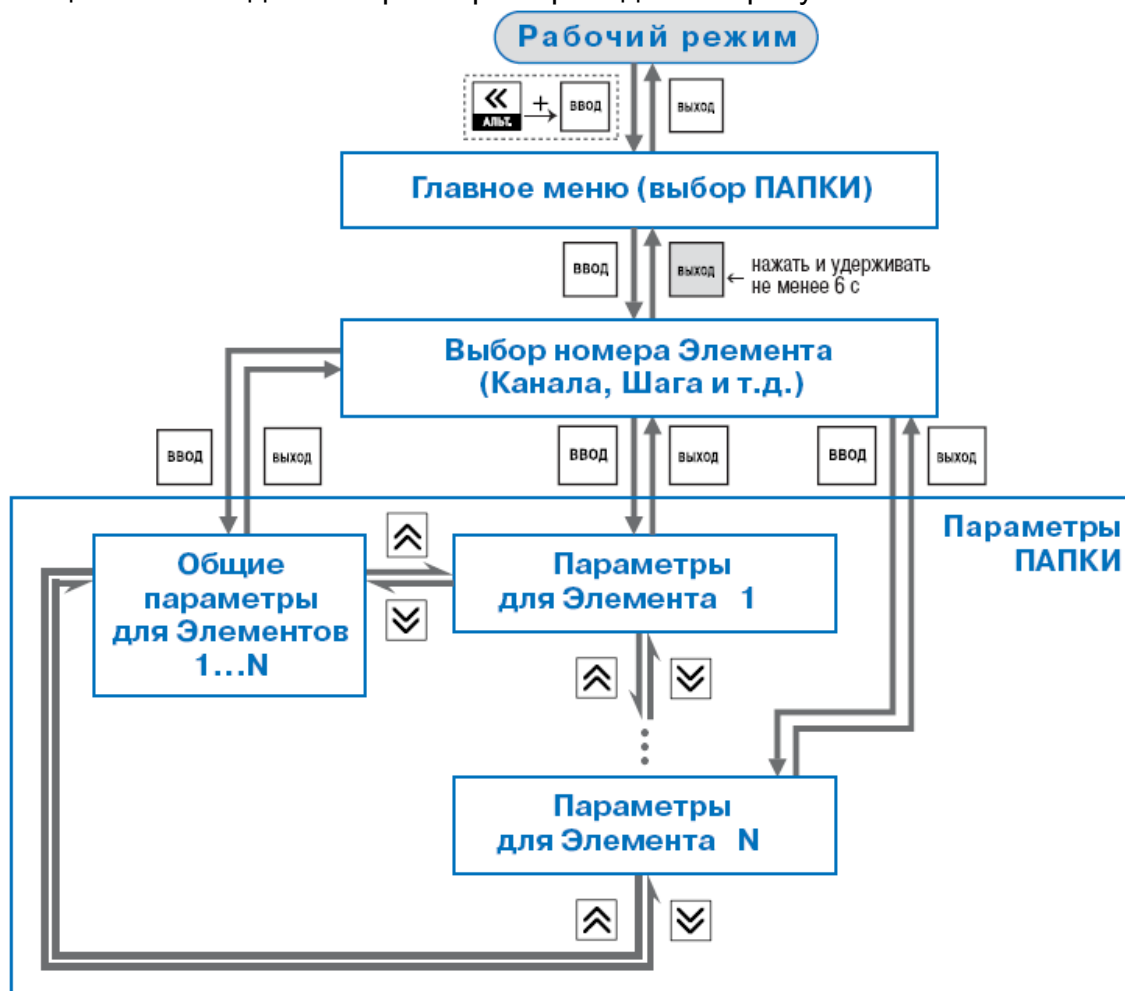 Рабочий режим
« АЛЬТ. + ВВОД
ВЫХОД
Главное меню (выбор ПАПКИ)
ВВОД
ВЫХОД
← нажать и удерживать
не менее 6 с
Выбор номера Элемента
(Канала, Шага и т.д.)
ВВОД
ВЫХОД
ВВОД
ВЫХОД
ВВОД
ВЫХОД
Параметры
ПАПКИ
Общие
параметры
для Элементов
1...N
Параметры
для Элемента 1
Параметры
для Элемента N